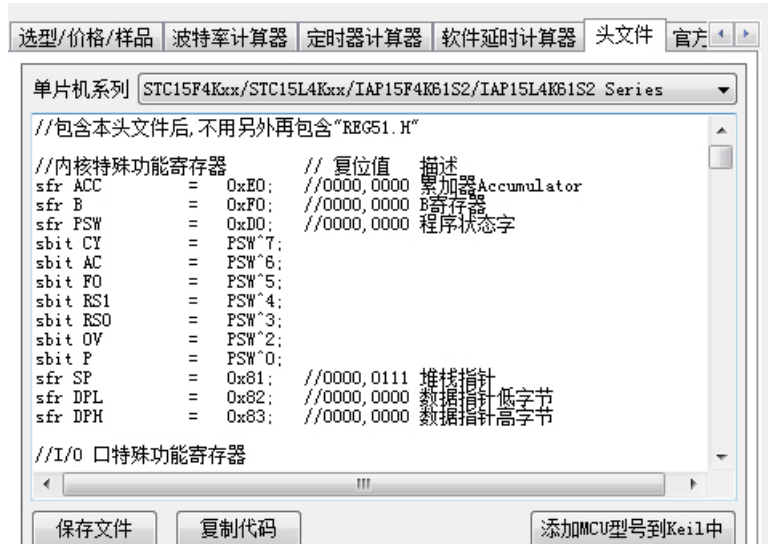 选型/价格/样品 波特率计算器 定时器计算器 软件延时计算器 头文件 官方
单片机系列 STC15F4Kxx/STC15L4Kxx/IAP15F4K61S2/IAP15L4K61S2 Series
//包含本头文件后,不用另外再包含"REG51.H"
//内核特殊功能寄存器 // 复位值 描述
sfr ACC = 0xE0; //0000,0000 累加器Accumulator
sfr B = 0xF0; //0000,0000 B寄存器
sfr PSW = 0xD0; //0000,0000 程序状态字
sbit CY = PSW^7;
sbit AC = PSW^6;
sbit F0 = PSW^5;
sbit RS1 = PSW^4;
sbit RS0 = PSW^3;
sbit OV = PSW^2;
sbit P = PSW^0;
sfr SP = 0x81; //0000,0111 堆栈指针
sfr DPL = 0x82; //0000,0000 数据指针低字节
sfr DPH = 0x83; //0000,0000 数据指针高字节
//I/O 口特殊功能寄存器
保存文件 复制代码 添加MCU型号到Keil中